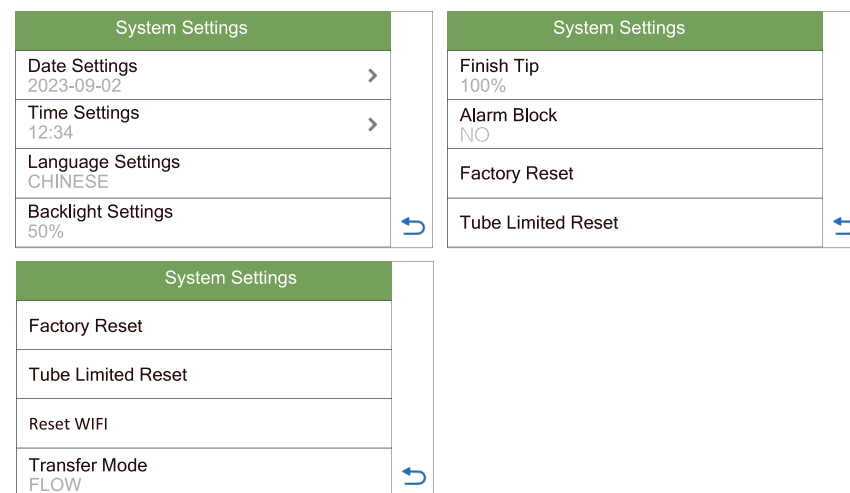 System Settings
Date Settings
2023-09-02
Time Settings
12:34
Language Settings
CHINESE
Backlight Settings
50%
System Settings
Finish Tip
100%
Alarm Block
NO
Factory Reset
Tube Limited Reset
System Settings
Factory Reset
Tube Limited Reset
Reset WIFI
Transfer Mode
FLOW